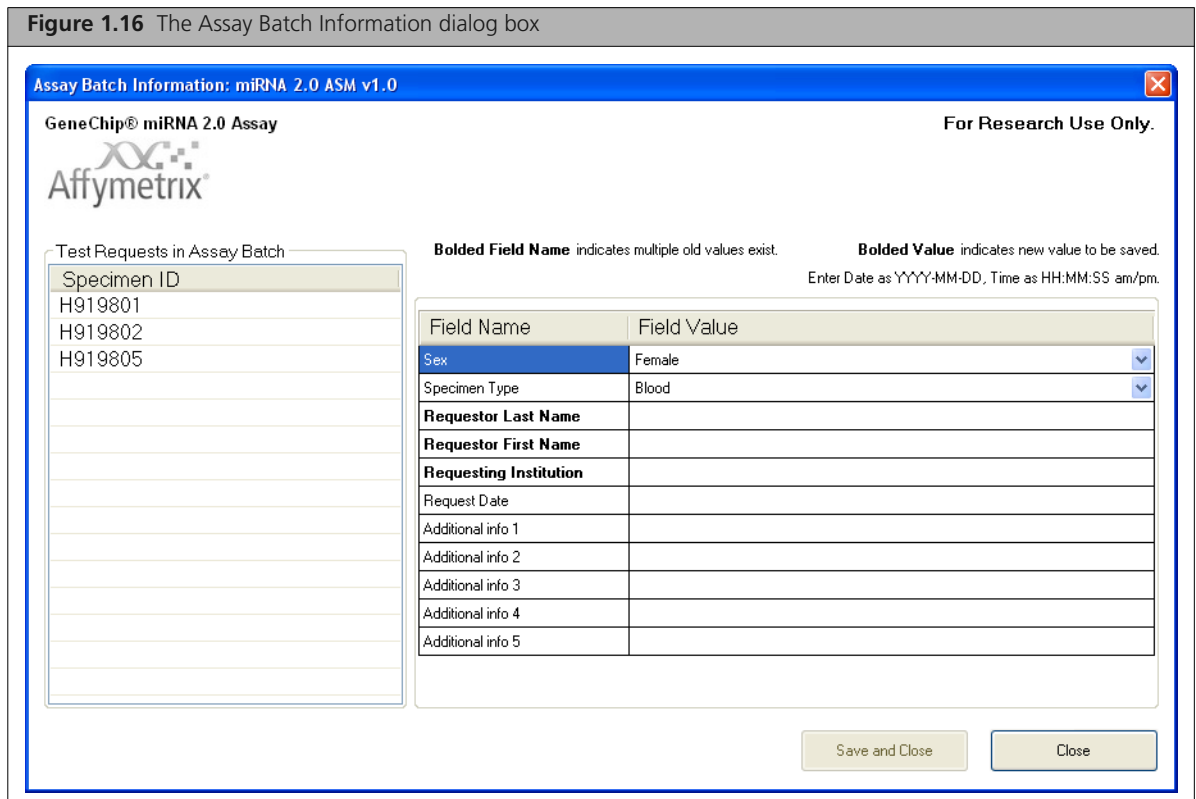 Figure 1.16 The Assay Batch Information dialog box
Assay Batch Information: miRNA 2.0 ASM v1.0
GeneChip® miRNA 2.0 Assay
For Research Use Only.
Affymetrix®
Test Requests in Assay Batch
Specimen ID
H919801
H919802
H919805
Bolded Field Name indicates multiple old values exist.
Bolded Value indicates new value to be saved.
Enter Date as YYYY-MM-DD, Time as HH:MM:SS am/pm.
Field Name Field Value
Sex Female
Specimen Type Blood
Requestor Last Name
Requestor First Name
Requesting Institution
Request Date
Additional info 1
Additional info 2
Additional info 3
Additional info 4
Additional info 5
Save and Close
Close